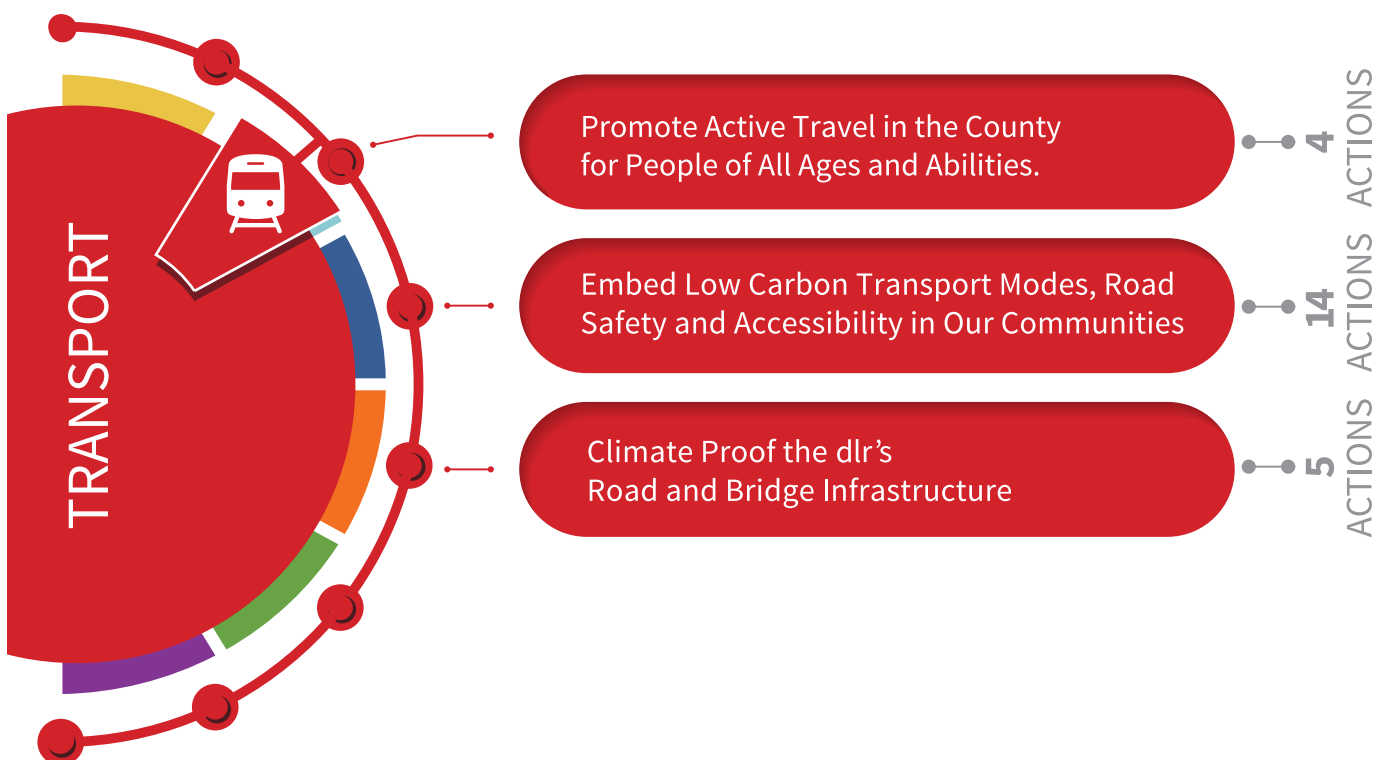 TRANSPORT
Promote Active Travel in the County
for People of All Ages and Abilities.
4
ACTIONS
Embed Low Carbon Transport Modes, Road
Safety and Accessibility in Our Communities
14
ACTIONS
Climate Proof the dlr’s
Road and Bridge Infrastructure
5
ACTIONS